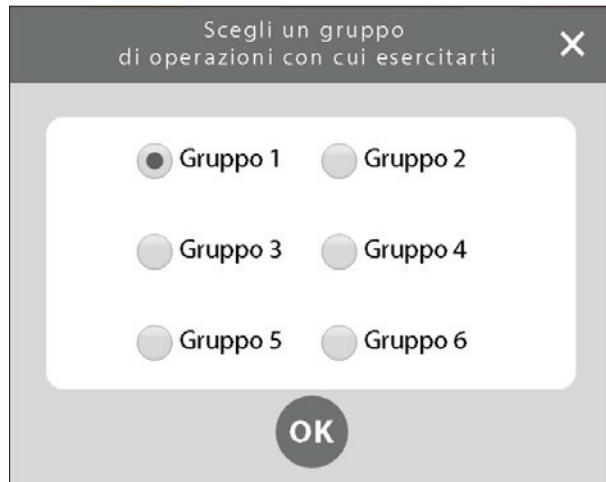 Scegli un gruppo
di operazioni con cui esercitarti
Gruppo 1 Gruppo 2
Gruppo 3 Gruppo 4
Gruppo 5 Gruppo 6
OK